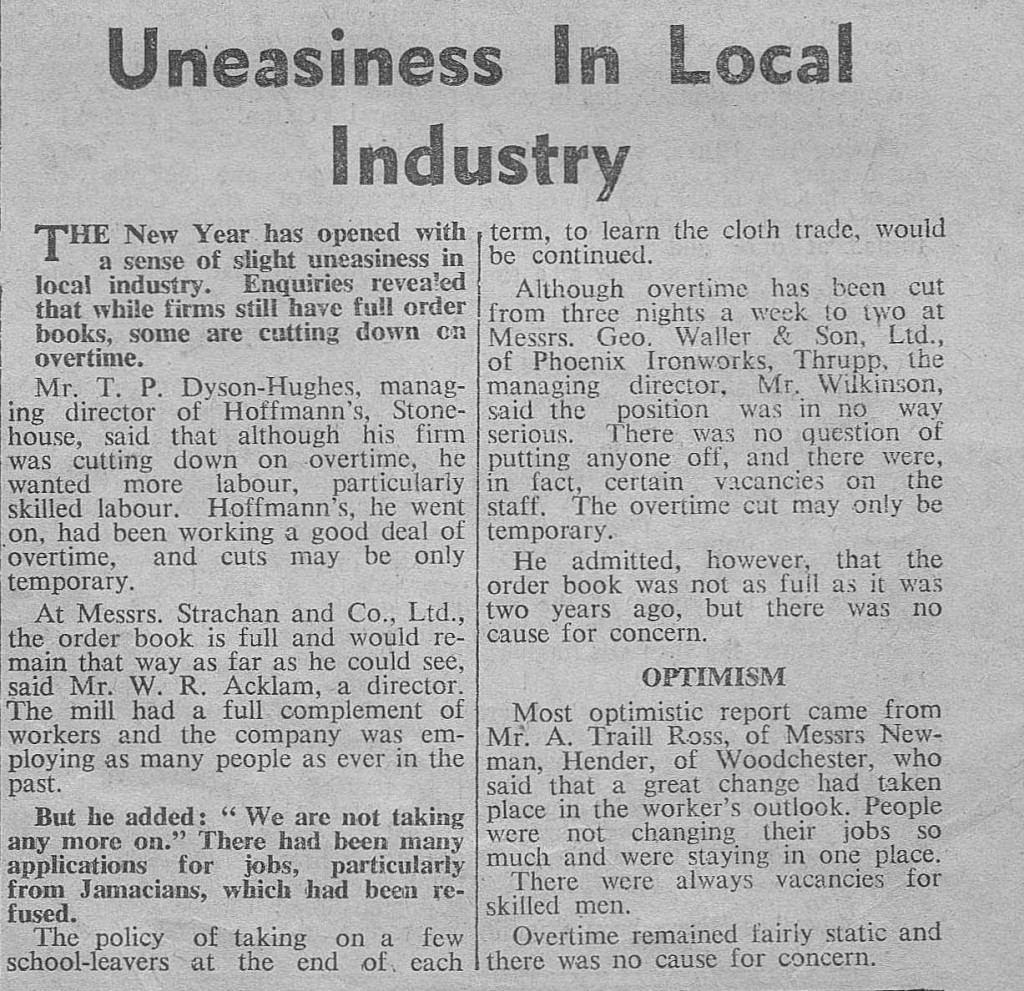 Uneasiness In Local
Industry
THE New Year has opened with
a sense of slight uneasiness in
local industry. Enquiries revealed
that while firms still have full order
books, some are cutting down on
overtime.
Mr. T. P. Dyson-Hughes, manag-
ing director of Hoffmann's, Stone-
house, said that although his firm
was cutting down on overtime, he
wanted more labour, particularly
skilled labour. Hoffmann's, he went
on, had been working a good deal of
overtime, and cuts may be only
temporary.
At Messrs. Strachan and Co., Ltd.,
the order book is full and would re-
main that way as far as he could see,
said Mr. W. R. Acklam, a director.
The mill had a full complement of
workers and the company was em-
ploying as many people as ever in the
past.
But he added: “ We are not taking
any more on.” There had been many
applications for jobs, particularly
from Jamacians, which had been re-
fused.
The policy of taking on a few
school-leavers at the end of each
term, to learn the cloth trade, would
be continued.
Although overtime has been cut
from three nights a week to two at
Messrs. Geo. Waller & Son, Ltd.,
of Phoenix Ironworks, Thrupp, the
managing director, Mr. Wilkinson,
said the position was in no way
serious. There was no question of
putting anyone off, and there were,
in fact, certain vacancies on the
staff. The overtime cut may only be
temporary.
He admitted, however, that the
order book was not as full as it was
two years ago, but there was no
cause for concern.
OPTIMISM
Most optimistic report came from
Mr. A. Traill Ross, of Messrs New-
man, Hender, of Woodchester, who
said that a great change had taken
place in the worker's outlook. People
were not changing their jobs so
much and were staying in one place.
There were always vacancies for
skilled men.
Overtime remained fairly static and
there was no cause for concern.